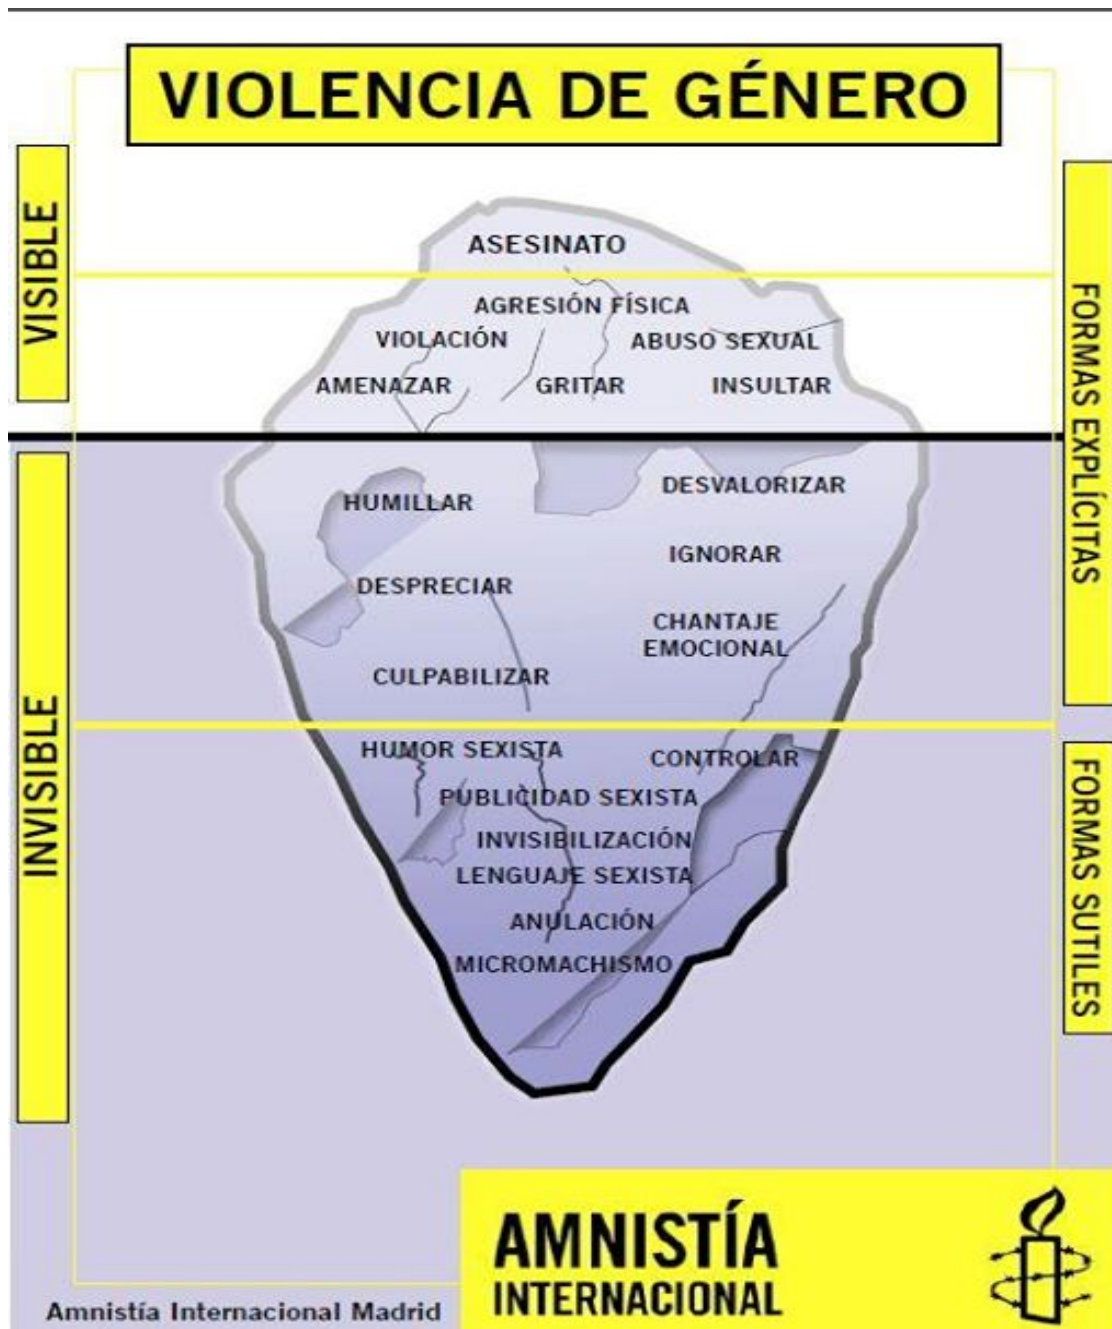 VIOLENCIA DE GÉNERO
VISIBLE
FORMAS EXPLÍCITAS
ASESINATO
AGRESIÓN FÍSICA
VIOLACIÓN
ABUSO SEXUAL
AMENAZAR
GRITAR
INSULTAR
INVISIBLE
HUMILLAR
DESVALORIZAR
IGNORAR
DESPRECIAR
CHANTAJE
EMOCIONAL
CULPABILIZAR
FORMAS SUTILES
HUMOR SEXISTA
CONTROLAR
PUBLICIDAD SEXISTA
INVISIBILIZACIÓN
LENGUAJE SEXISTA
ANULACIÓN
MICROMACHISMO
AMNISTÍA
INTERNACIONAL
Amnistía Internacional Madrid